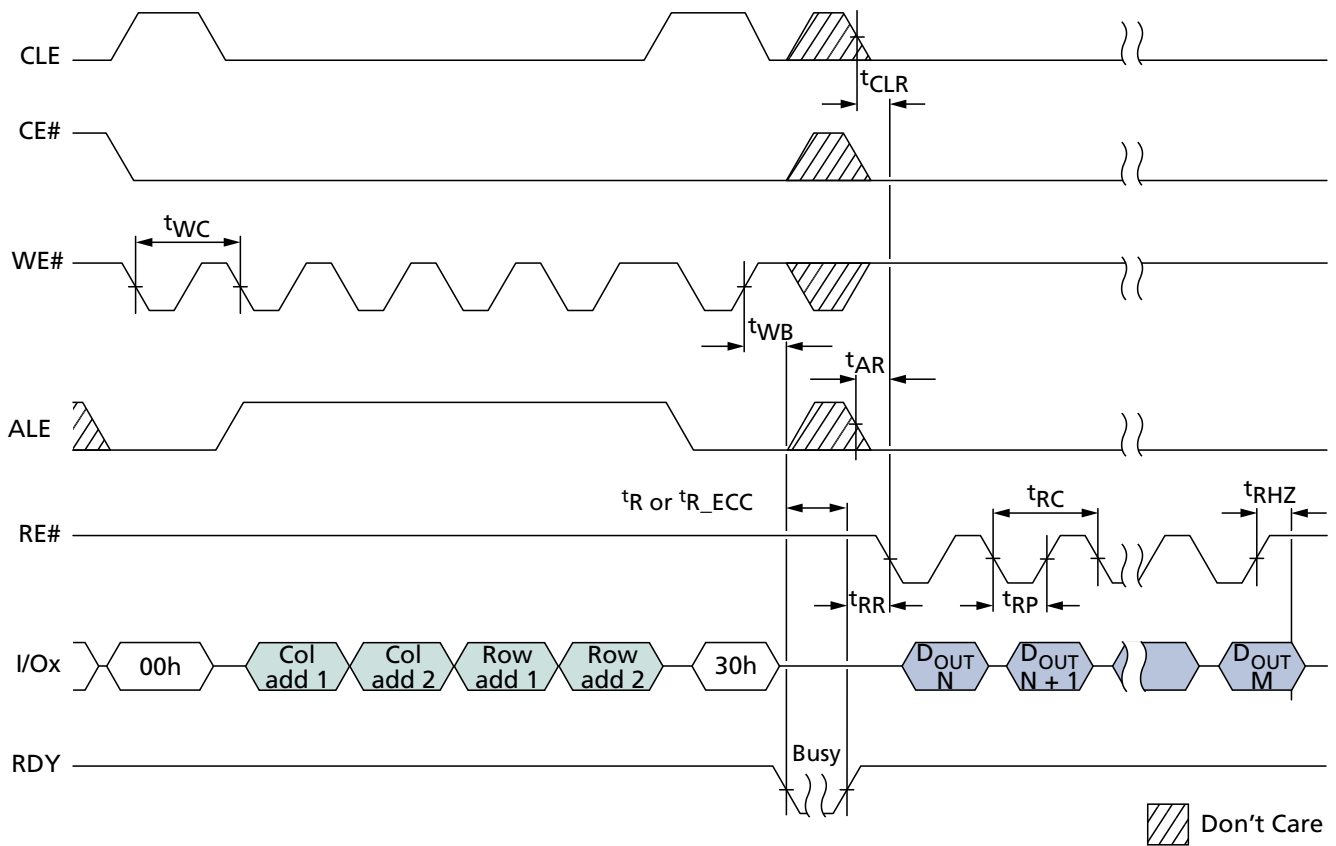 CLE
tCLR
CE#
tWC
WE#
tWB
tAR
ALE
tR or tR_ECC
tRC
tRHZ
RE#
tRR
tRP
I/Ox
00h
Col
add 1
Col
add 2
Row
add 1
Row
add 2
30h
DOUT
N
DOUT
N + 1
DOUT
M
RDY
Busy
Don't Care